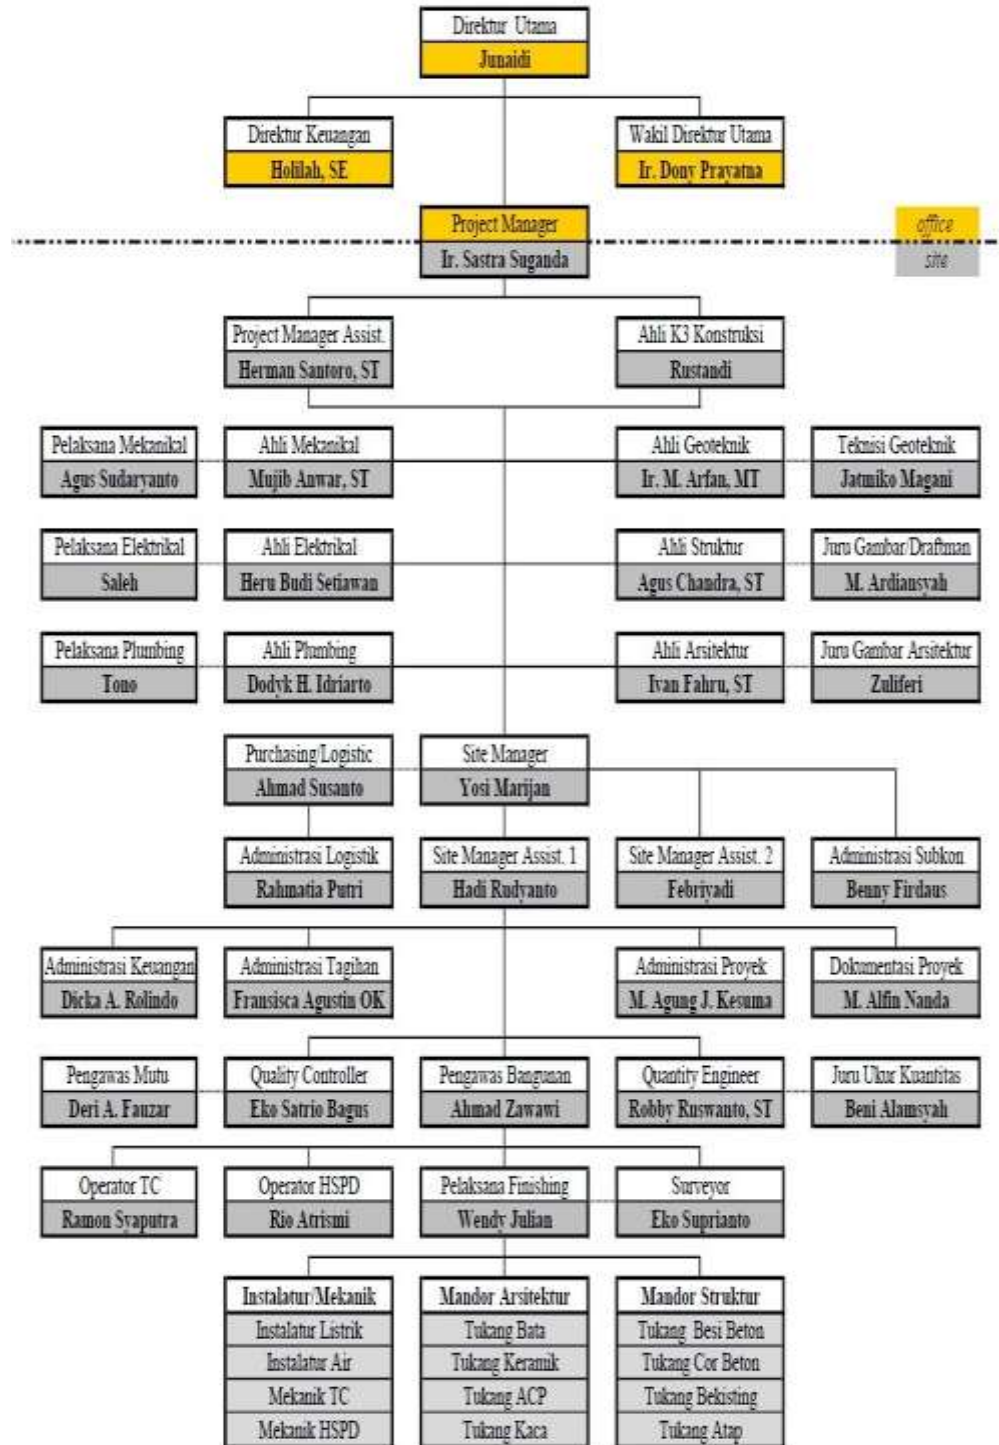 Direktur Utama
Junaidi
Direktur Keuangan
Holilah, SE
Wakil Direktur Utama
Ir. Dony Prayatna
Project Manager
Ir. Sastra Suganda
office
site
Project Manager Assist.
Herman Santoro, ST
Ahli K3 Konstruksi
Rustandi
Pelaksana Mekanikal
Agus Sudaryanto
Ahli Mekanikal
Mujib Anwar, ST
Ahli Geoteknik
Ir. M. Arfan, MT
Teknisi Geoteknik
Jatmiko Magani
Pelaksana Elektrikal
Saleh
Ahli Elektrikal
Heru Budi Setiawan
Ahli Struktur
Agus Chandra, ST
Juru Gambar/Draftman
M. Ardiansyah
Pelaksana Plumbing
Tono
Ahli Plumbing
Dodyk H. Idriarto
Ahli Arsitektur
Ivan Fahru, ST
Juru Gambar Arsitektur
Zuliferi
Purchasing/Logistic
Ahmad Susanto
Site Manager
Yosi Marijan
Administrasi Logistik
Rahmatia Putri
Site Manager Assist. 1
Hadi Rudyanto
Site Manager Assist. 2
Febriyadi
Administrasi Subkon
Benny Firdaus
Administrasi Keuangan
Dicka A. Rolindo
Administrasi Tagihan
Fransisca Agustin OK
Administrasi Proyek
M. Agung J. Kesuma
Dokumentasi Proyek
M. Alfin Nanda
Pengawas Mutu
Deri A. Fauzar
Quality Controller
Eko Satrio Bagus
Pengawas Bangunan
Ahmad Zawawi
Quantity Engineer
Robby Ruswanto, ST
Juru Ukur Kuantitas
Beni Alamsyah
Operator TC
Ramon Syaputra
Operator HSPD
Rio Atrismi
Pelaksana Finishing
Wendy Julian
Surveyor
Eko Suprianto
Instalatur/Mekanik
Instalatur Listrik
Instalatur Air
Mekanik TC
Mekanik HSPD
Mandor Arsitektur
Tukang Bata
Tukang Keramik
Tukang ACP
Tukang Kaca
Mandor Struktur
Tukang Besi Beton
Tukang Cor Beton
Tukang Bekisting
Tukang Atap